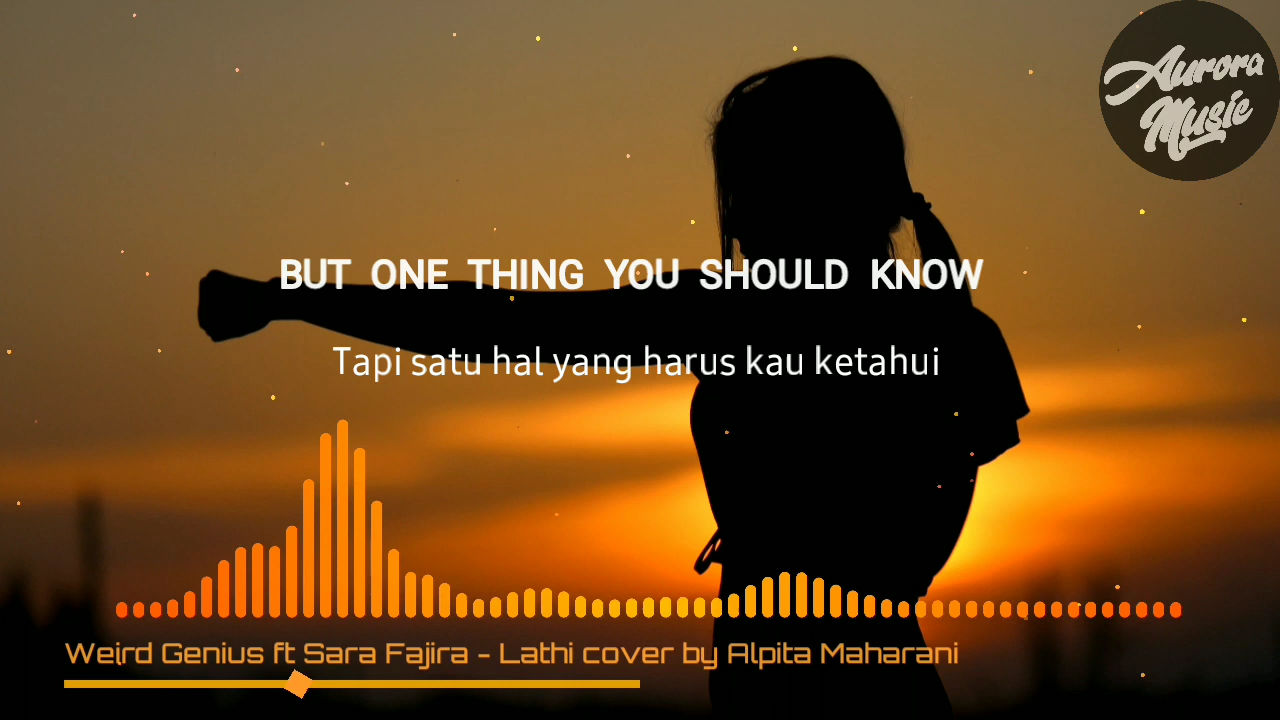 Aurora
Music
BUT ONE THING YOU SHOULD KNOW
Tapi satu hal yang harus kau ketahui
Weird Genius ft Sara Fajira - Lathi cover by Alpita Maharani